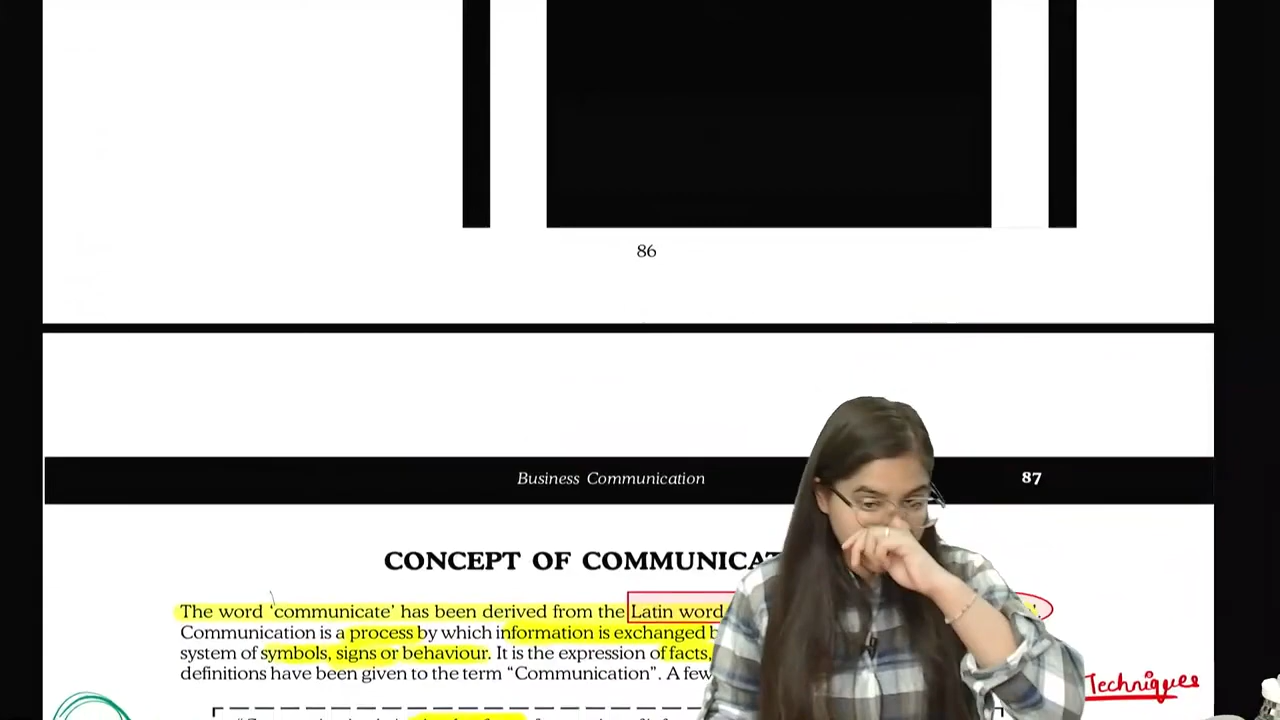 86
Business Communication 87
CONCEPT OF COMMUNICAT
The word 'communicate' has been derived from the Latin word
Communication is a process by which information is exchanged
system of symbols, signs or behaviour. It is the expression of facts,
definitions have been given to the term "Communication". A few
Techniques